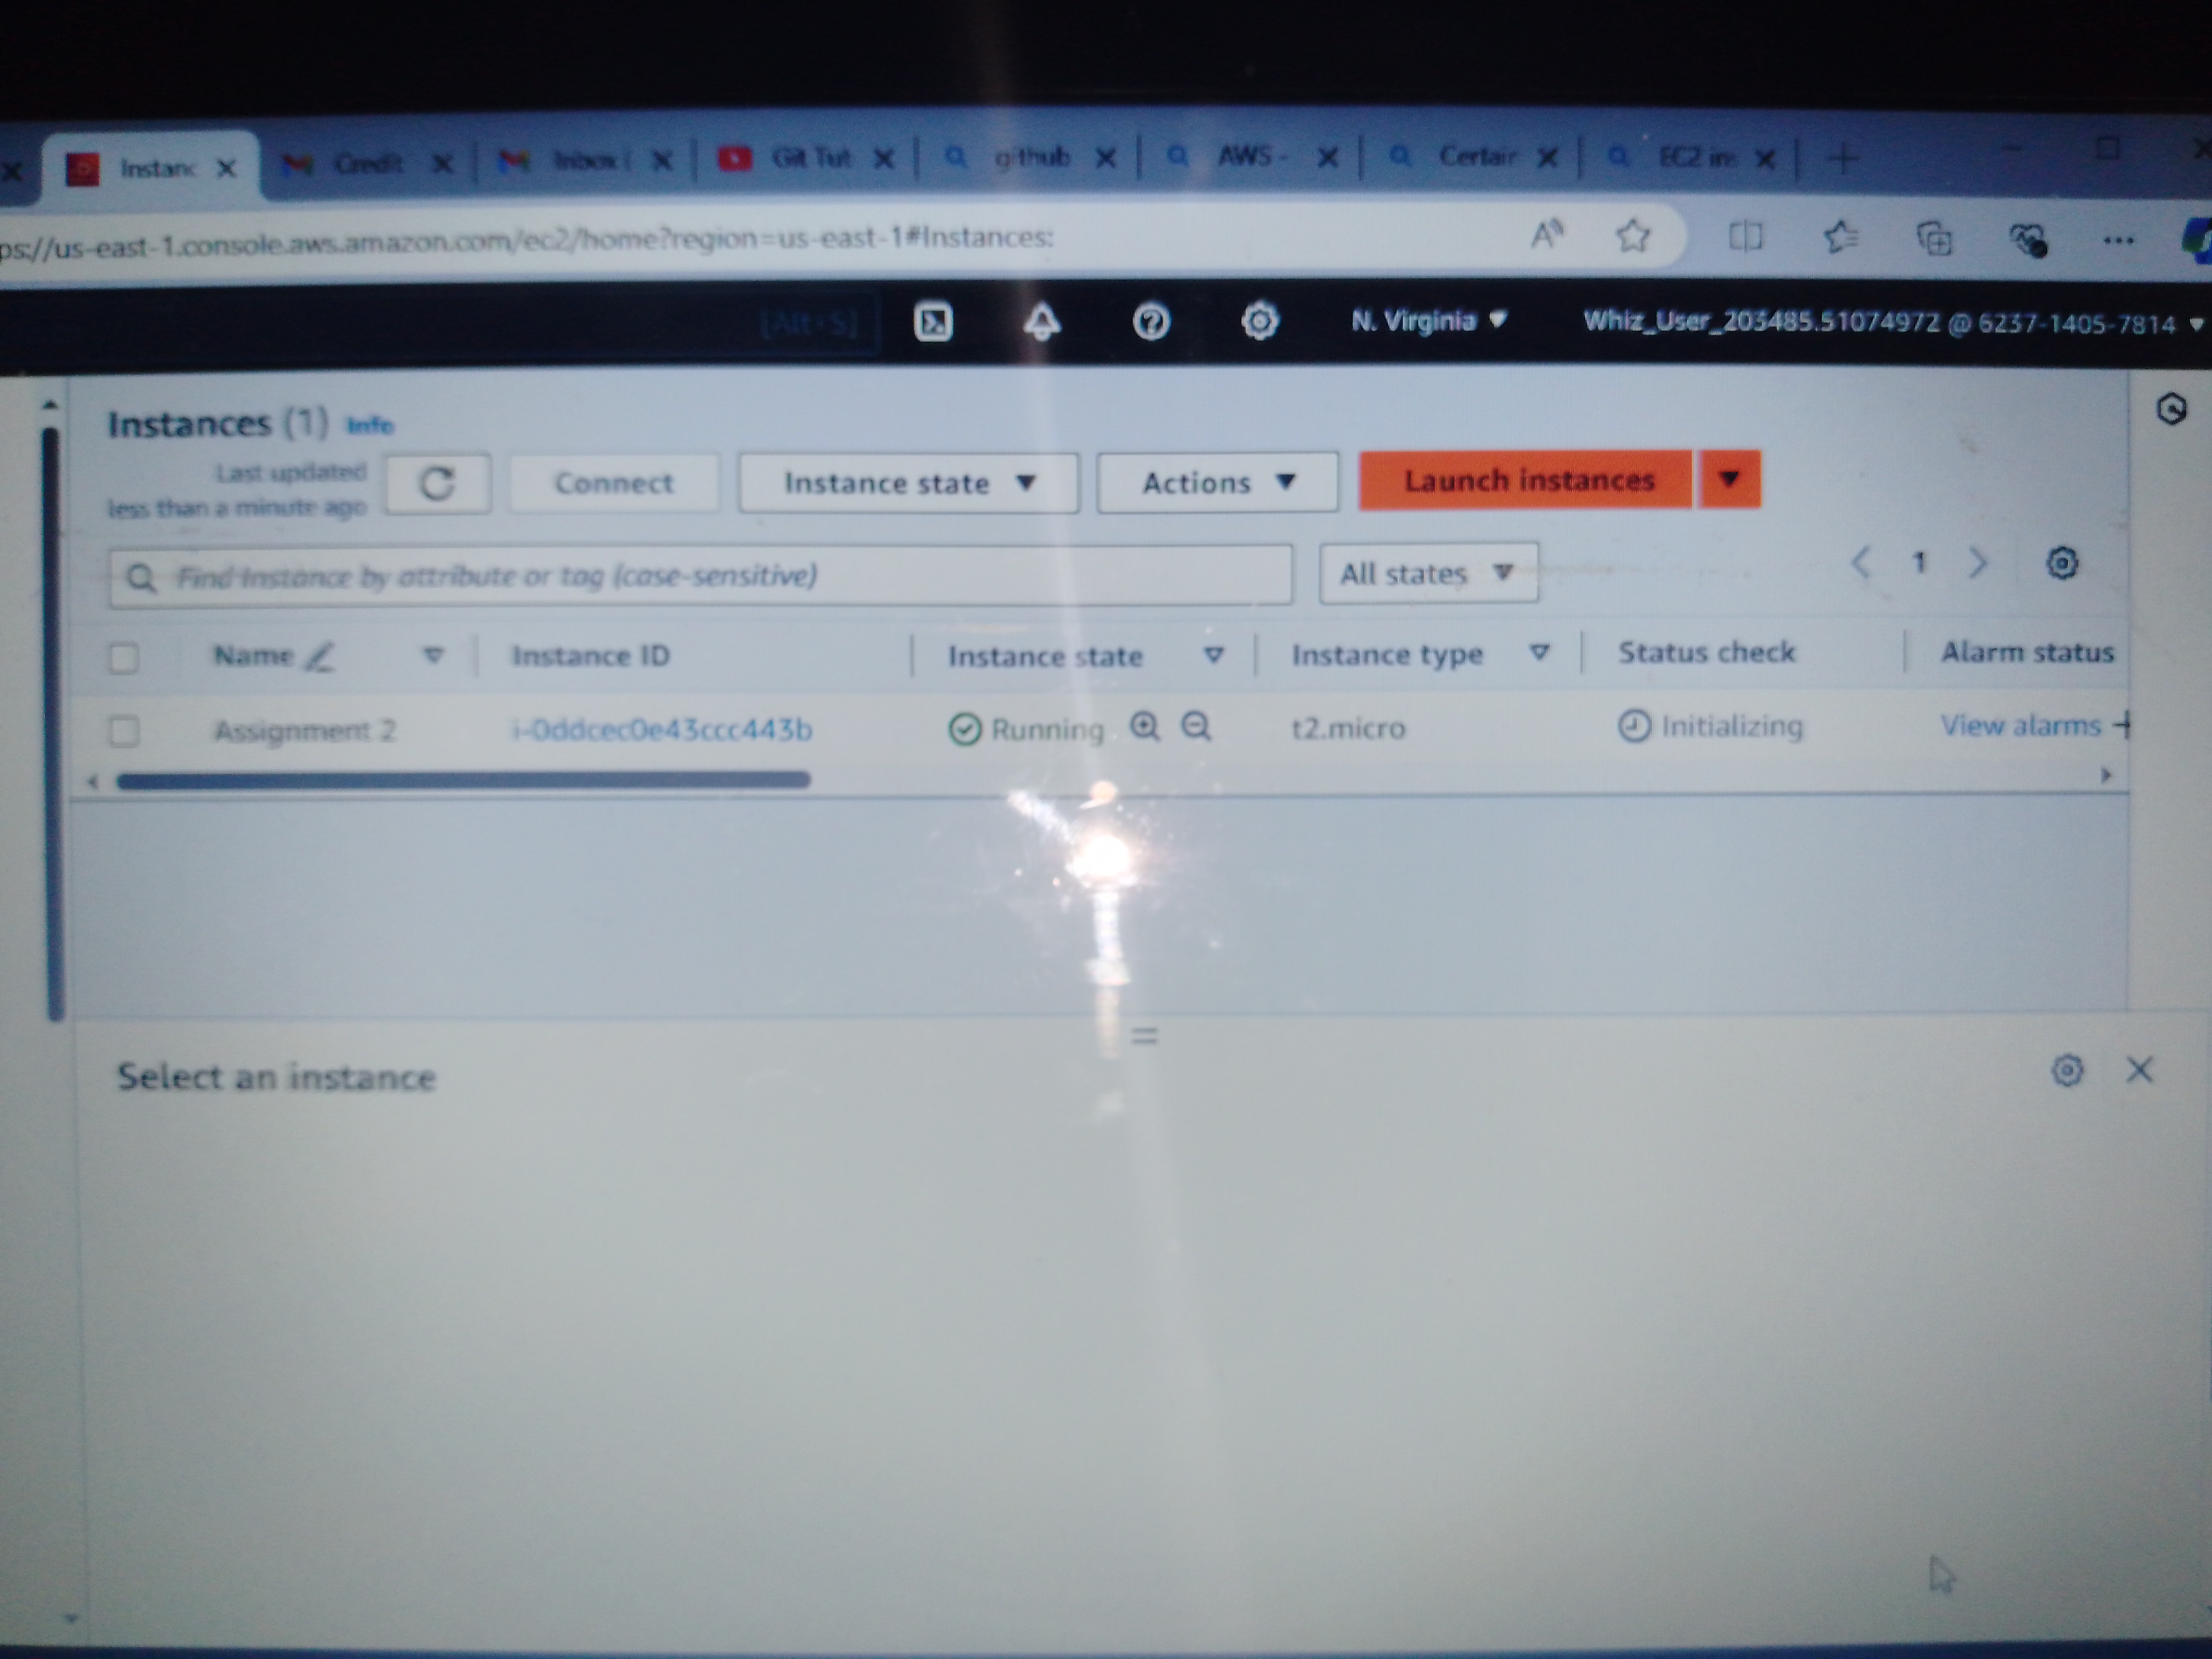 Instanc
Credit
Inbox (
Git Tut
github
AWS -
Certair
EC2 in
ps://us-east-1.console.aws.amazon.com/ec2/home?region=us-east-1#Instances:
[Alt+S]
N. Virginia
Whiz_User_203485.51074972 @ 6237-1405-7814
Instances (1) Info
Last updated
less than a minute ago
Connect
Instance state
Actions
Launch instances
Find Instance by attribute or tag (case-sensitive)
All states
1
Name
Instance ID
Instance state
Instance type
Status check
Alarm status
Assignment 2
i-0ddcec0e43ccc443b
Running
t2.micro
Initializing
View alarms +
Select an instance